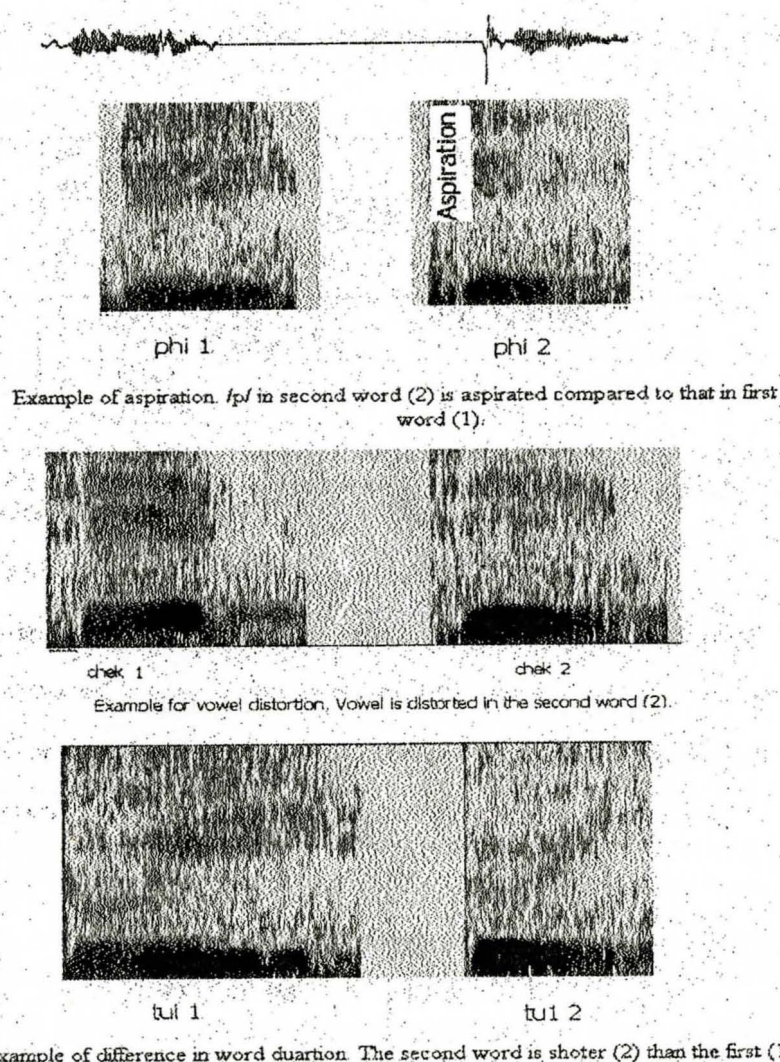 Aspiration
phi 1 phi 2
Example of aspiration. /p/ in second word (2) is aspirated compared to that in first
word (1).
chek 1 chek 2
Example for vowel distortion. Vowel is distorted in the second word (2).
tui 1 tui 2
xample of difference in word duartion. The second word is shoter (2) than the first (